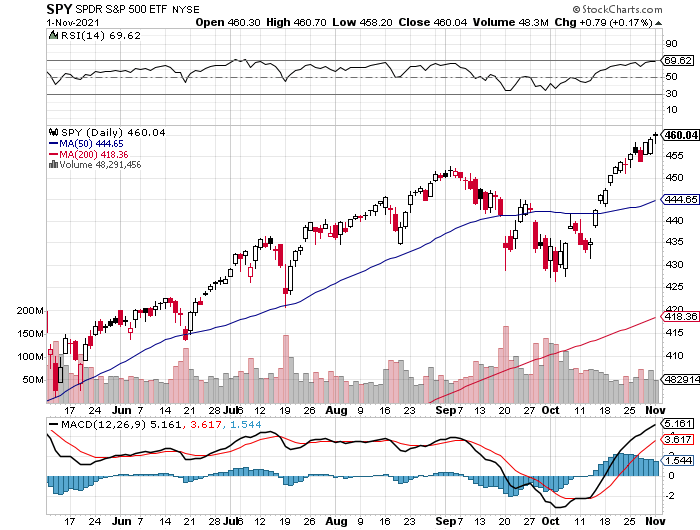 SPY SPDR S&P 500 ETF NYSE © StockCharts.com
1-Nov-2021 Open 460.30 High 460.70 Low 458.20 Close 460.04 Volume 48.3M Chg +0.79 (+0.17%)
RSI(14) 69.62
90
69.62
50
30
10
SPY (Daily) 460.04
MA(50) 444.65
MA(200) 418.36
Volume 48,291,456
460.04
455
450
444.65
440
435
430
425
420
200M
418.36
415
150M
410
100M
50M
482914
17 24 Jun 7 14 21 28 Jul 6 12 19 26 Aug 9 16 23 Sep 7 13 20 27 Oct 11 18 25 Nov
MACD(12,26,9) 5.161, 3.617, 1.544
5.161
3.617
1.544
0
-1
-2
-3
17 24 Jun 7 14 21 28 Jul 6 12 19 26 Aug 9 16 23 Sep 7 13 20 27 Oct 11 18 25 Nov